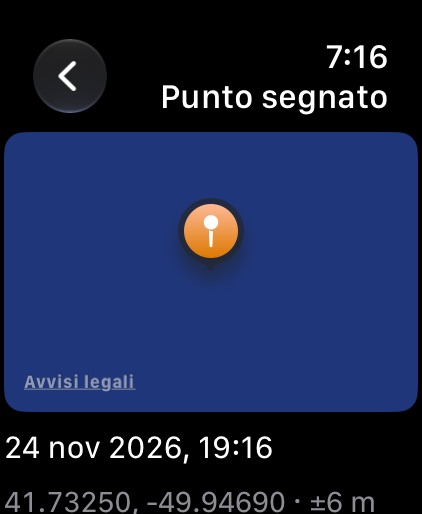 7:16
Punto segnato
Avvisi legali
24 nov 2026, 19:16
41.73250, -49.94690 · ±6 m